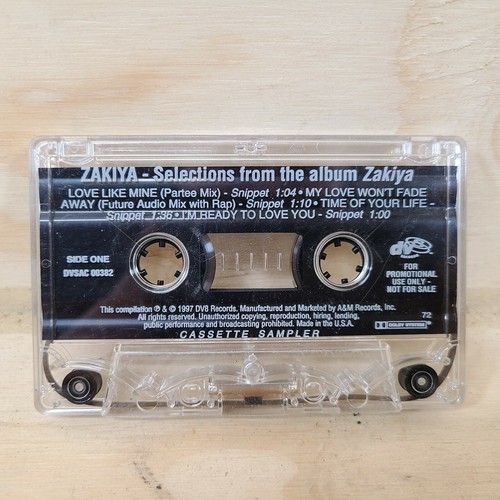 ZAKIYA - Selections from the album Zakiya
LOVE LIKE MINE (Partee Mix) - Snippet 1:04 • MY LOVE WON'T FADE
AWAY (Future Audio Mix with Rap) - Snippet 1:10 • TIME OF YOUR LIFE -
Snippet 1:36 • I'M READY TO LOVE YOU - Snippet 1:00
SIDE ONE
DVSAC 00382
dv8
RECORDS
FOR
PROMOTIONAL
USE ONLY -
NOT FOR SALE
This compilation ℗ & © 1997 DV8 Records. Manufactured and Marketed by A&M Records, Inc.
All rights reserved. Unauthorized copying, reproduction, hiring, lending,
public performance and broadcasting prohibited. Made in the U.S.A.
72
DOLBY SYSTEM
CASSETTE SAMPLER